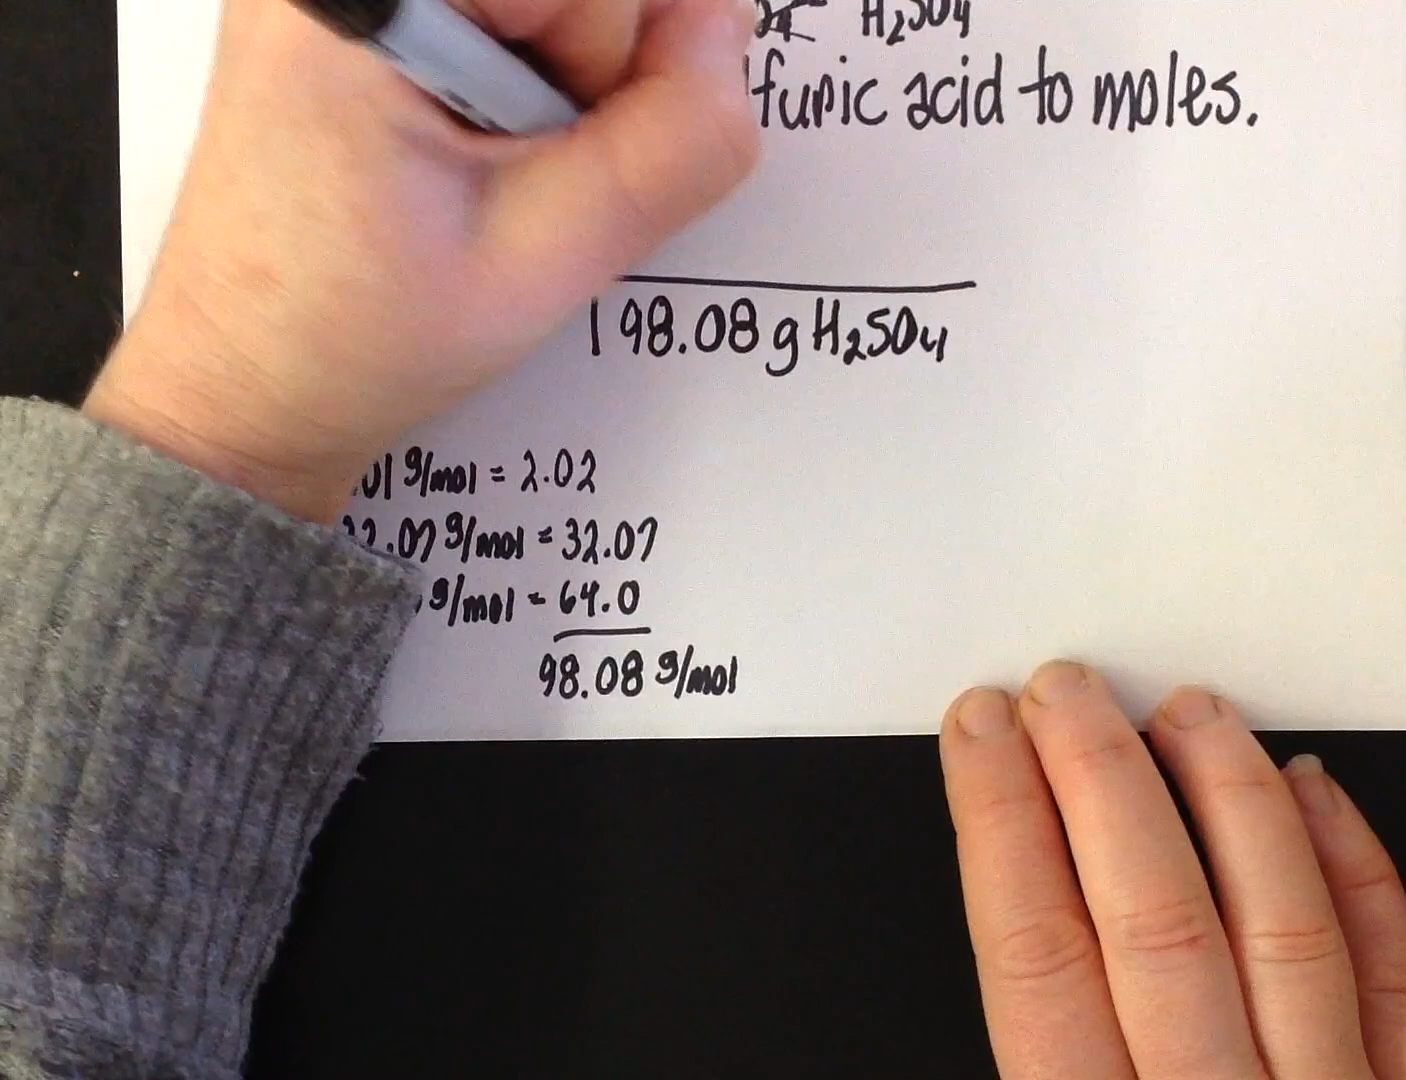 H₂SO₄
lfuric acid to moles.
98.08 g H₂SO₄
.01 g/mol = 2.02
32.07 g/mol = 32.07
g/mol = 64.0
98.08 g/mol